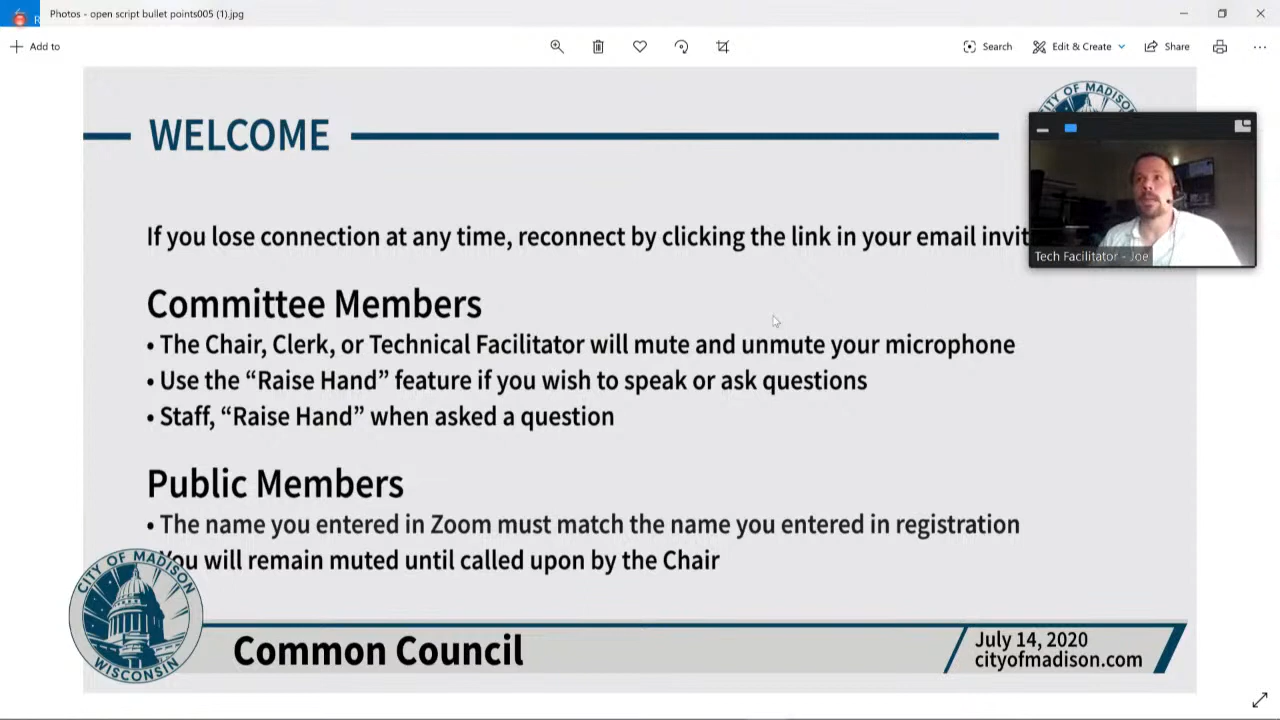 Photos - open script bullet points005 (1).jpg
Add to
Search
Edit & Create
Share
CITY OF MADISON
WELCOME
If you lose connection at any time, reconnect by clicking the link in your email invit
Tech Facilitator - Joe
Committee Members
• The Chair, Clerk, or Technical Facilitator will mute and unmute your microphone
• Use the “Raise Hand” feature if you wish to speak or ask questions
• Staff, “Raise Hand” when asked a question
Public Members
• The name you entered in Zoom must match the name you entered in registration
You will remain muted until called upon by the Chair
CITY OF MADISON
WISCONSIN
Common Council
July 14, 2020
cityofmadison.com